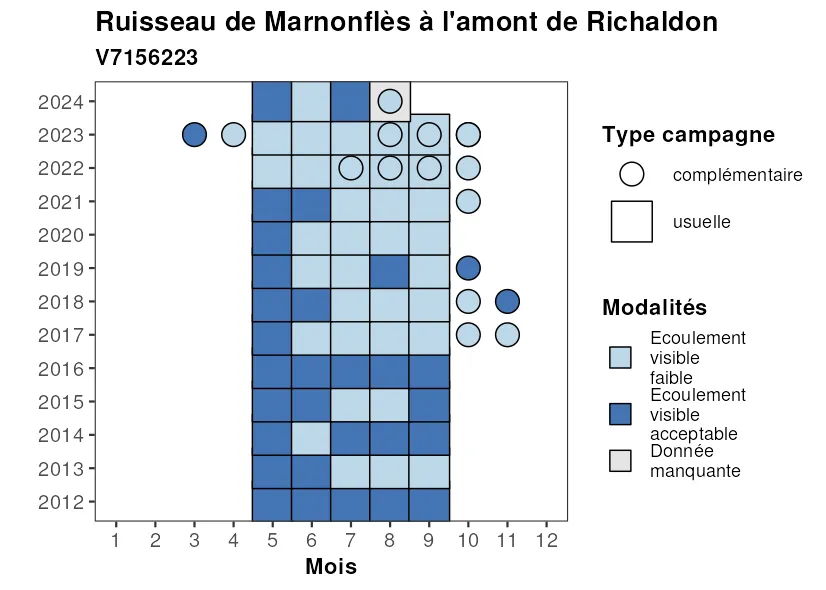 Ruisseau de Marnonflès à l'amont de Richaldon
V7156223
2024
2023
2022
2021
2020
2019
2018
2017
2016
2015
2014
2013
2012
1 2 3 4 5 6 7 8 9 10 11 12
Mois
Type campagne
complémentaire
usuelle
Modalités
Ecoulement
visible
faible
Ecoulement
visible
acceptable
Donnée
manquante